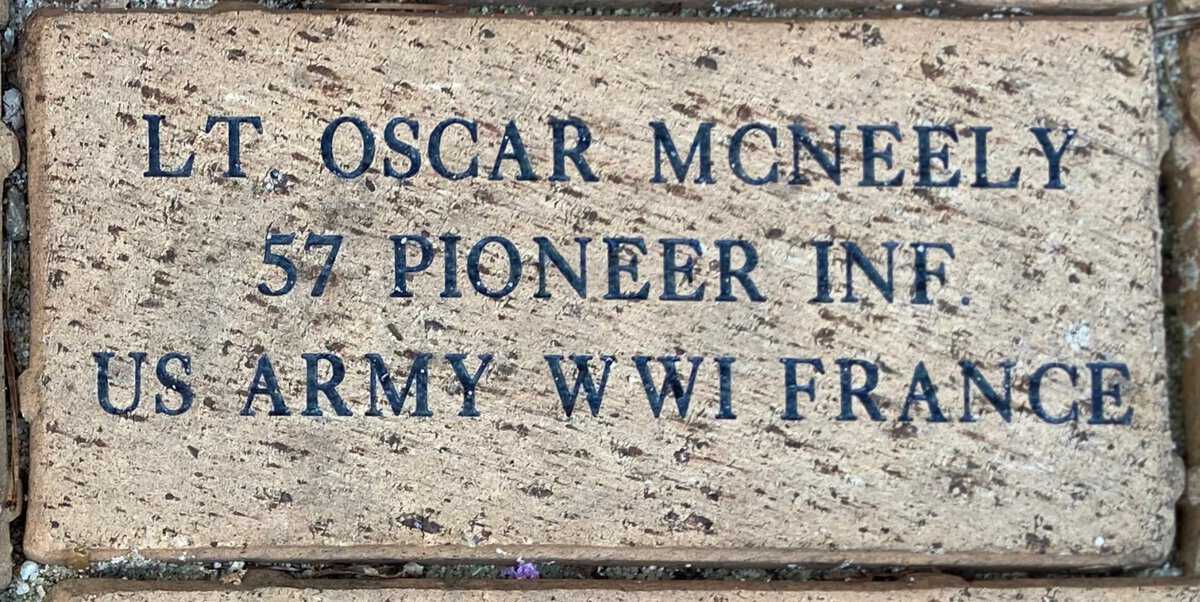 LT OSCAR MCNEELY
57 PIONEER INF.
US ARMY WWI FRANCE